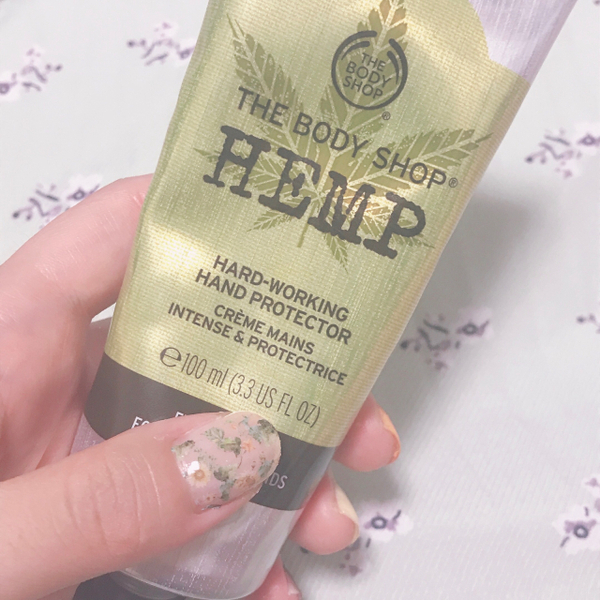 THE
BODY
SHOP
®
THE BODY SHOP®
HEMP
HARD-WORKING
HAND PROTECTOR
CRÈME MAINS
INTENSE & PROTECTRICE
℮100 ml (3.3 US FL OZ)